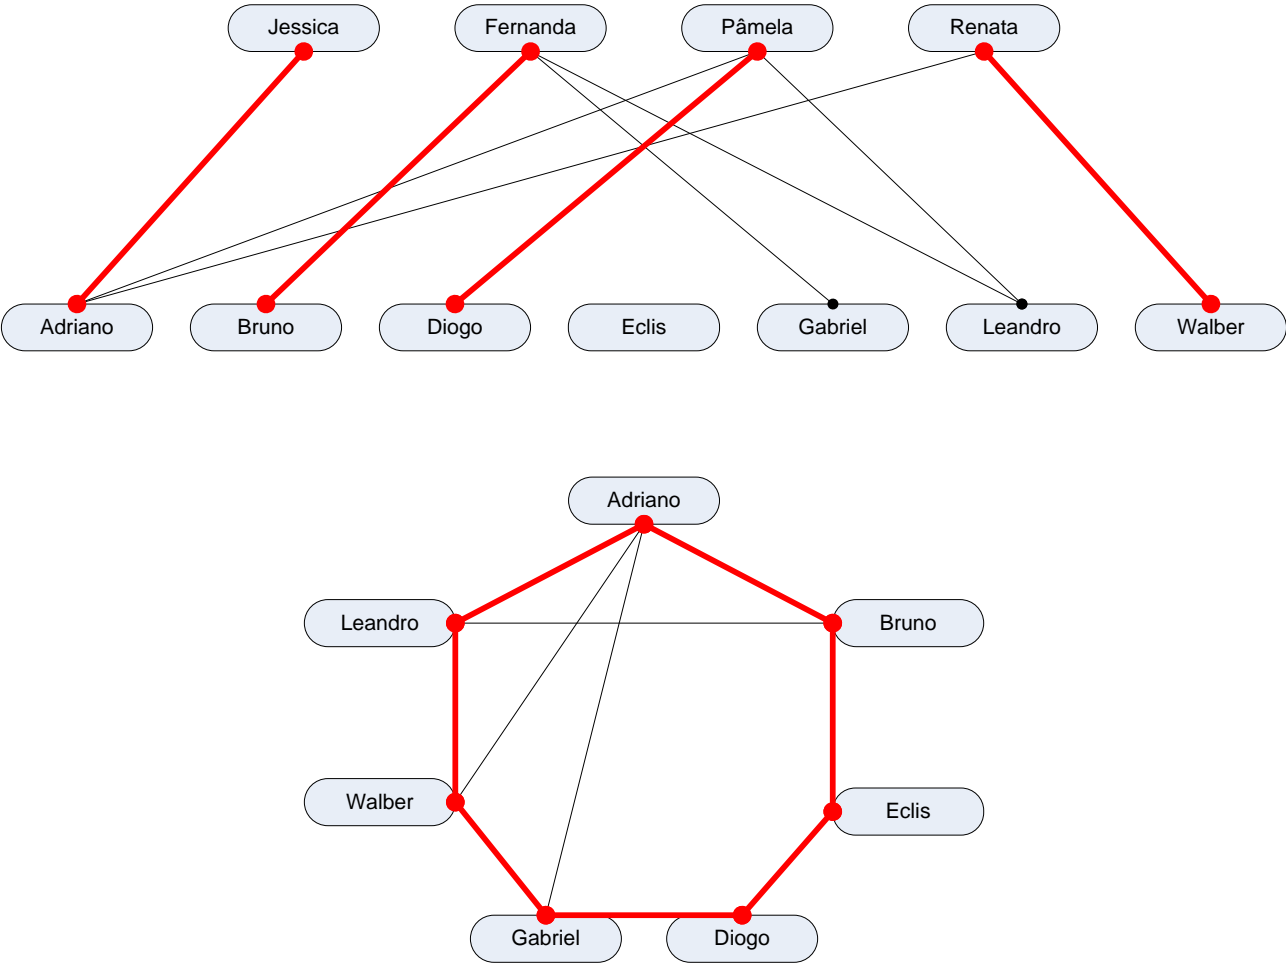 Jessica
Fernanda
Pâmela
Renata
Adriano
Bruno
Diogo
Eclis
Gabriel
Leandro
Walber
Adriano
Leandro
Bruno
Walber
Eclis
Gabriel
Diogo